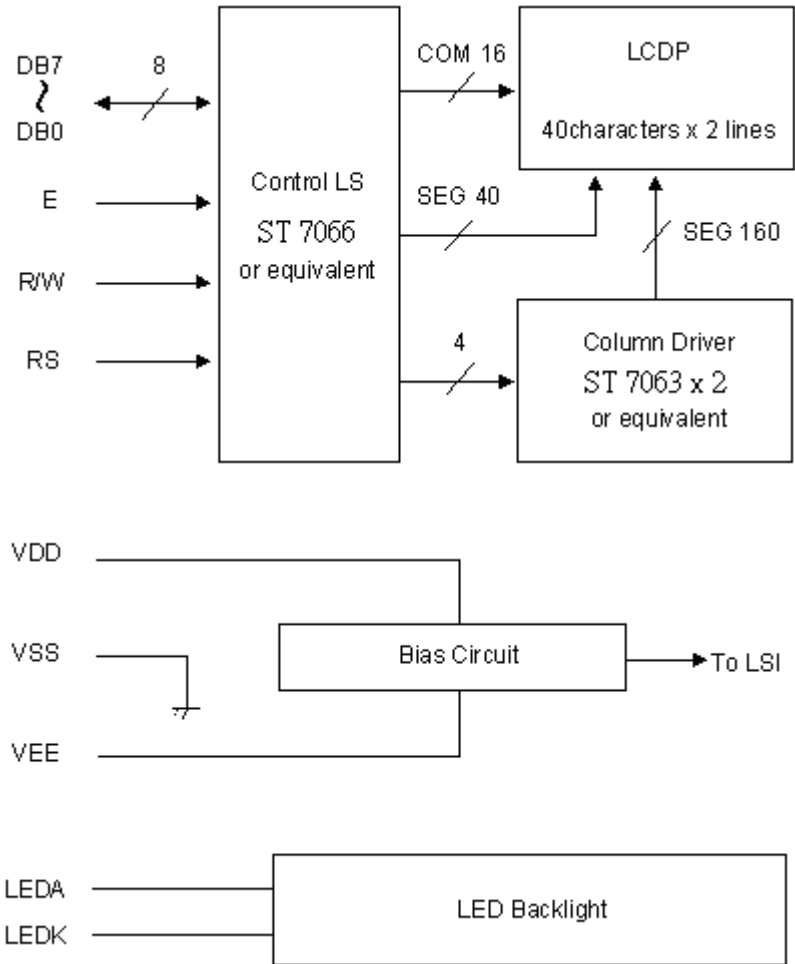 DB7
8
DB0
E
R/W
RS
Control LS
ST 7066
or equivalent
COM 16
SEG 40
4
LCDP
40characters x 2 lines
SEG 160
Column Driver
ST 7063 x 2
or equivalent
VDD
VSS
VEE
Bias Circuit
To LSI
LEDA
LEDK
LED Backlight